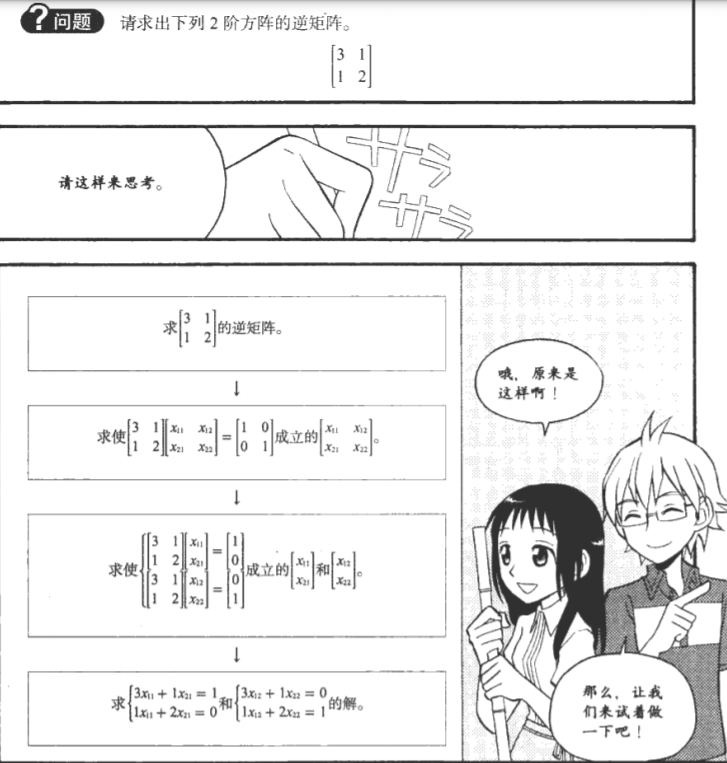 ? 问题 请求出下列 2 阶方阵的逆矩阵。
[3 1
1 2]
请这样来思考。
サラ
サラ
求[3 1
1 2]的逆矩阵。
↓
求使[3 1
1 2][x₁₁ x₁₂
x₂₁ x₂₂]=[1 0
0 1]成立的[x₁₁ x₁₂
x₂₁ x₂₂]。
↓
求使{[3 1
1 2][x₁₁
x₂₁]=[1
0]
[3 1
1 2][x₁₂
x₂₂]=[0
1]成立的[x₁₁
x₂₁]和[x₁₂
x₂₂]。
↓
求{3x₁₁ + 1x₂₁ = 1
1x₁₁ + 2x₂₁ = 0和{3x₁₂ + 1x₂₂ = 0
1x₁₂ + 2x₂₂ = 1的解。
哦，原来是
这样啊！
那么，让我
们来试着做
一下吧！